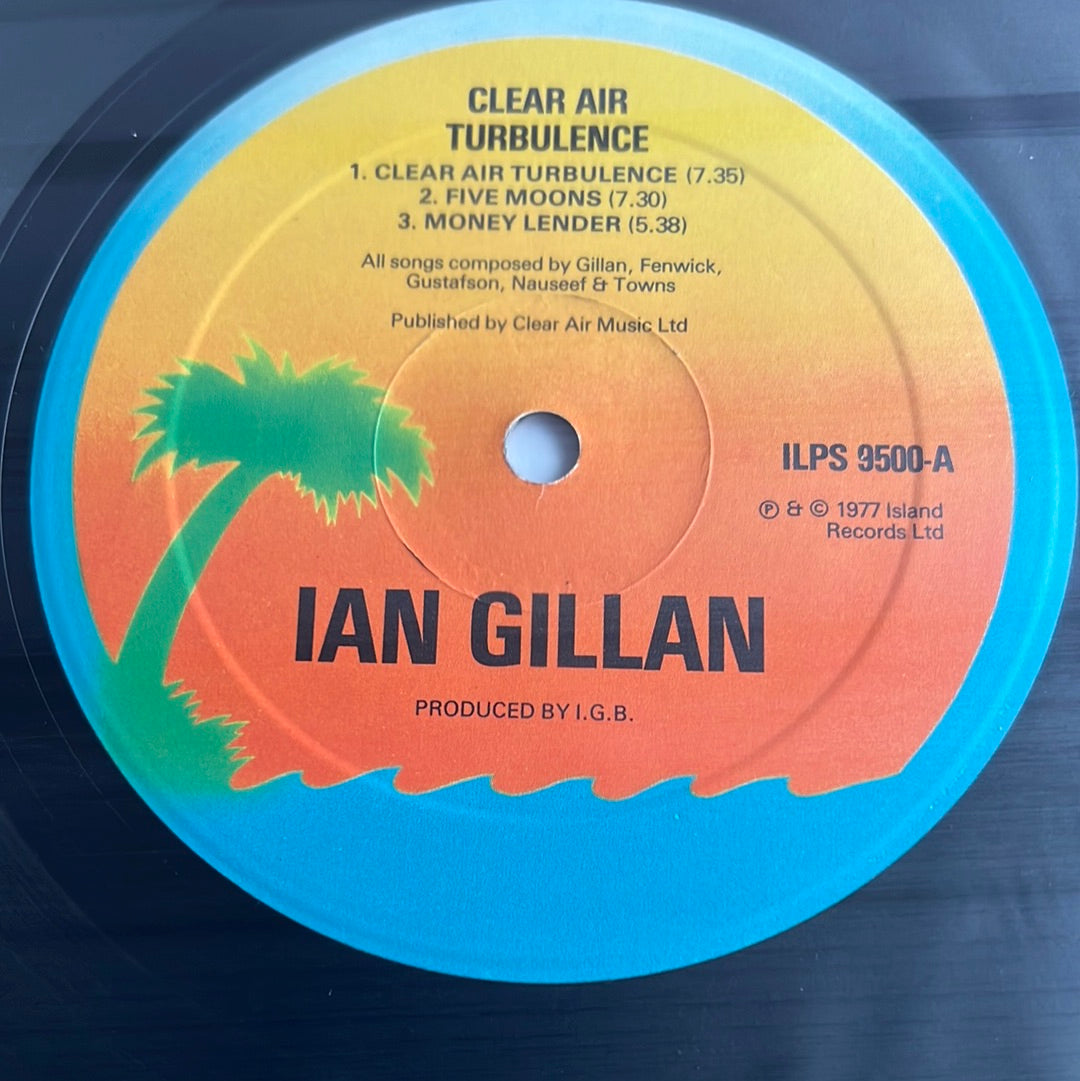 CLEAR AIR
TURBULENCE
1. CLEAR AIR TURBULENCE (7.35)
2. FIVE MOONS (7.30)
3. MONEY LENDER (5.38)
All songs composed by Gillan, Fenwick,
Gustafson, Nauseef & Towns
Published by Clear Air Music Ltd
ILPS 9500-A
℗ & © 1977 Island
Records Ltd
IAN GILLAN
PRODUCED BY I.G.B.